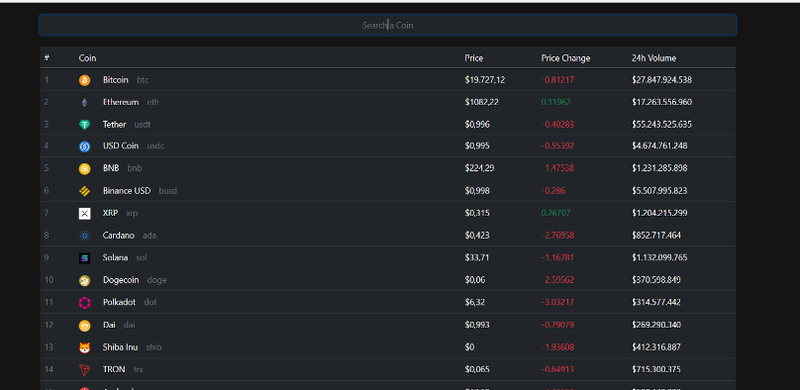 Search a Coin
# Coin Price Price Change 24h Volume
1 Bitcoin btc $19.727,12 -0.81217 $27.847.924.538
2 Ethereum eth $1082,22 0.11962 $17.263.556.960
3 Tether usdt $0,996 -0.40283 $55.243.525.635
4 USD Coin usdc $0,995 -0.55392 $4.674.761.248
5 BNB bnb $224,29 -1.47538 $1.231.285.898
6 Binance USD busd $0,998 -0.286 $5.507.995.823
7 XRP xrp $0,315 0.26707 $1.204.215.299
8 Cardano ada $0,423 -2.76958 $852.717.464
9 Solana sol $33,71 -1.16781 $1.132.099.765
10 Dogecoin doge $0,06 -2.59562 $370.598.849
11 Polkadot dot $6,32 -3.03217 $314.577.442
12 Dai dai $0,993 -0.79079 $269.290.340
13 Shiba Inu shib $0 -1.93608 $412.316.887
14 TRON trx $0,065 -0.64913 $715.300.375